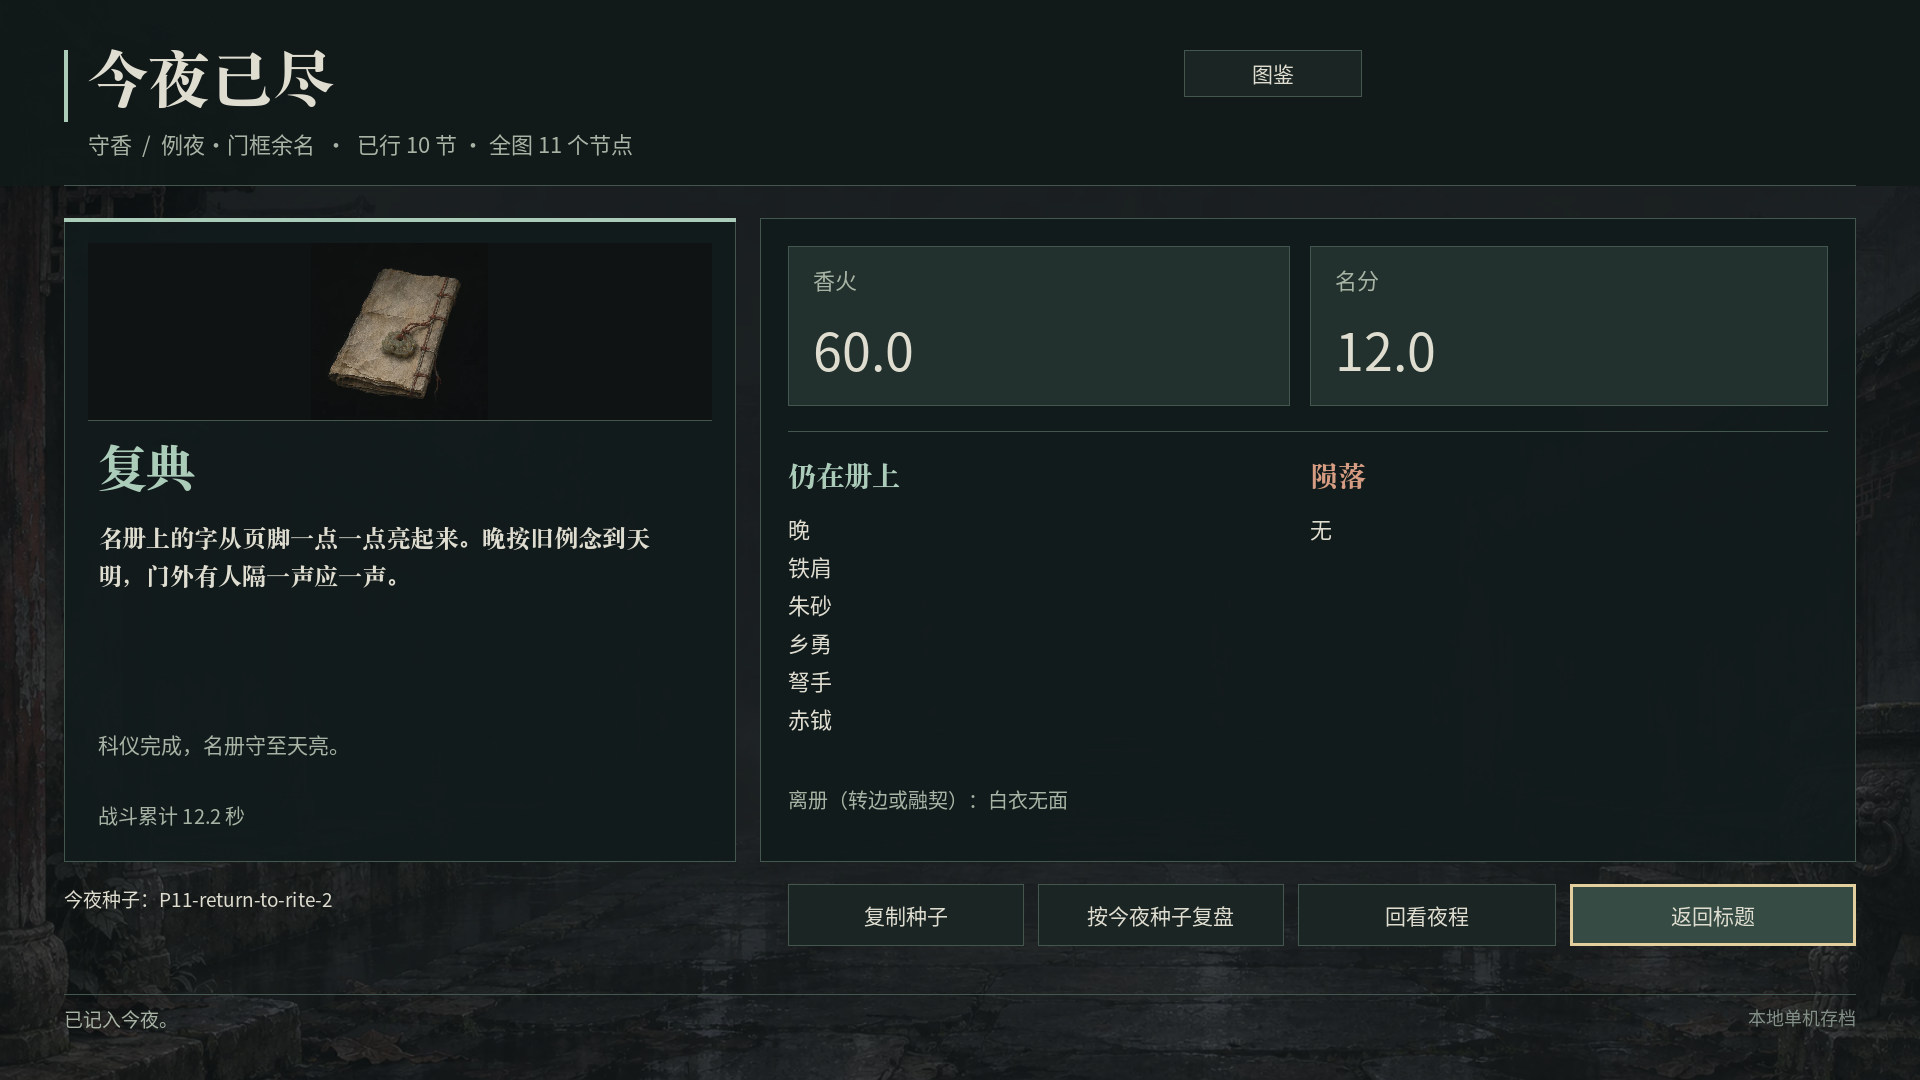 今夜已尽
图鉴
守香 / 例夜·门框余名 · 已行 10 节 · 全图 11 个节点
复典
名册上的字从页脚一点一点亮起来。晚按旧例念到天
明，门外有人隔一声应一声。
科仪完成，名册守至天亮。
战斗累计 12.2 秒
香火
60.0
名分
12.0
仍在册上
晚
铁肩
朱砂
乡勇
弩手
赤钺
陨落
无
离册（转边或融契）：白衣无面
今夜种子：P11-return-to-rite-2
复制种子
按今夜种子复盘
回看夜程
返回标题
已记入今夜。
本地单机存档